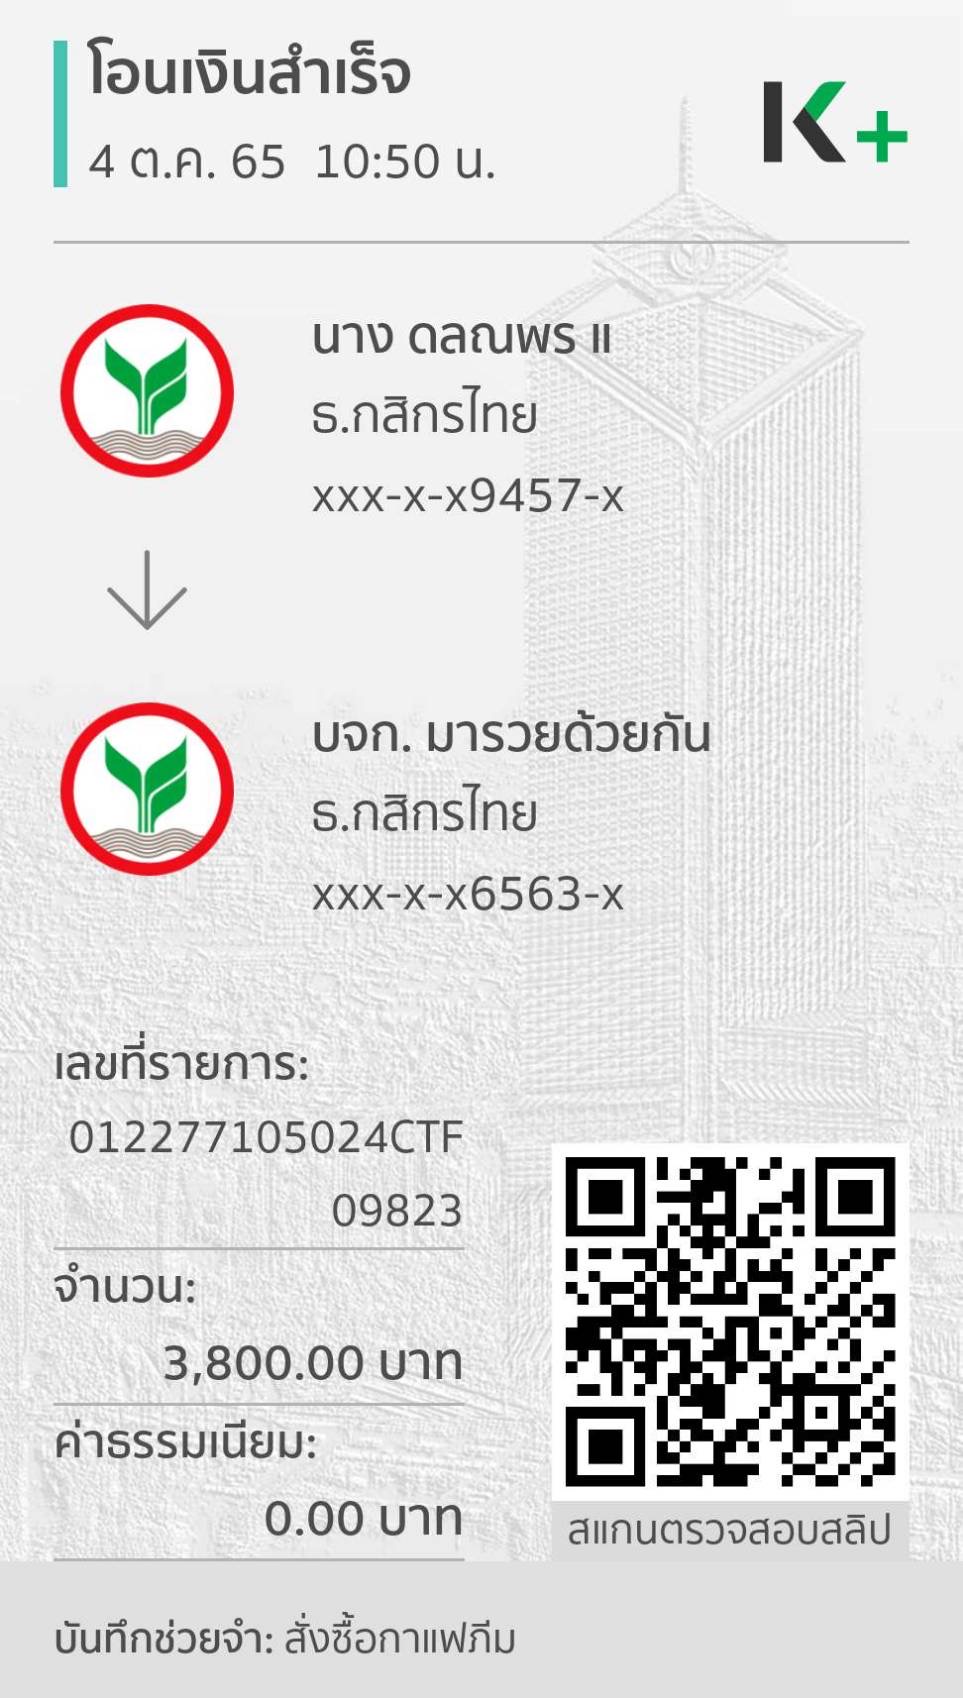 โอนเงินสำเร็จ
4 ต.ค. 65 10:50 น.
K+
นาง ดลณพร แ
ธ.กสิกรไทย
xxx-x-x9457-x
บจก. มารวยด้วยกัน
ธ.กสิกรไทย
xxx-x-x6563-x
เลขที่รายการ:
012277105024CTF
09823
จำนวน:
3,800.00 บาท
ค่าธรรมเนียม:
0.00 บาท
สแกนตรวจสอบสลิป
บันทึกช่วยจำ: สั่งซื้อกาแฟภีม